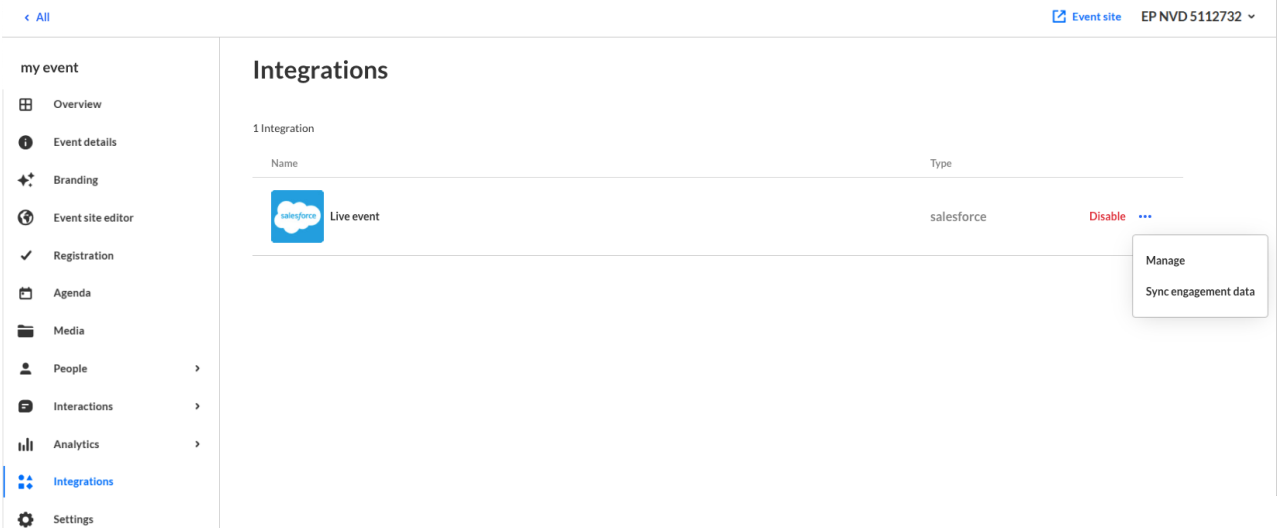 All
Event site EP NVD 5112732
my event
Overview
Event details
Branding
Event site editor
Registration
Agenda
Media
People
Interactions
Analytics
Integrations
Settings
Integrations
1 Integration
Name Type
salesforce Live event salesforce Disable
Manage
Sync engagement data